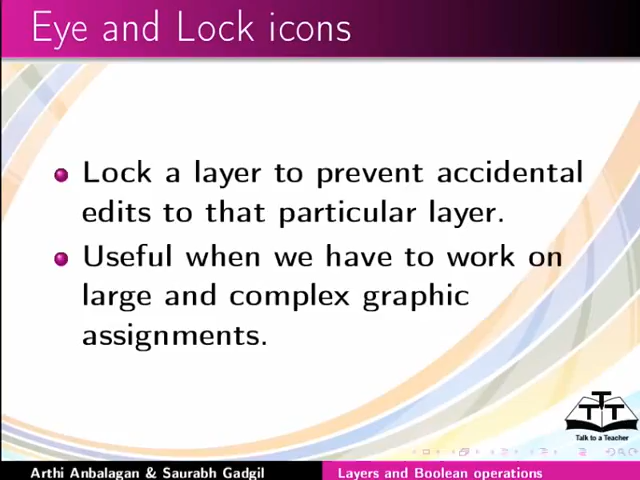 Eye and Lock icons
Lock a layer to prevent accidental
edits to that particular layer.
Useful when we have to work on
large and complex graphic
assignments.
TTT
Talk to a Teacher
Arthi Anbalagan & Saurabh Gadgil
Layers and Boolean operations